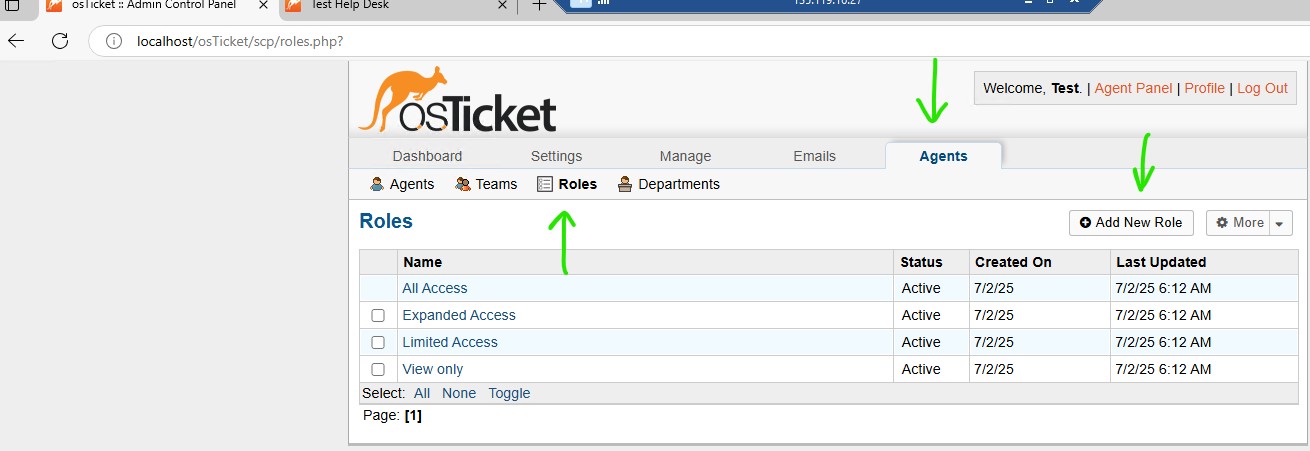 osTicket :: Admin Control Panel
Test Help Desk
localhost/osTicket/scp/roles.php?
osTicket
Welcome, Test. | Agent Panel | Profile | Log Out
Dashboard Settings Manage Emails Agents
Agents Teams Roles Departments
Roles
Add New Role More
Name Status Created On Last Updated
All Access Active 7/2/25 7/2/25 6:12 AM
Expanded Access Active 7/2/25 7/2/25 6:12 AM
Limited Access Active 7/2/25 7/2/25 6:12 AM
View only Active 7/2/25 7/2/25 6:12 AM
Select: All None Toggle
Page: [1]